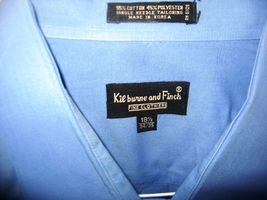 55% COTTON 45% POLYESTER
SINGLE NEEDLE TAILORING
MADE IN KOREA
Kilburne and Finch ®
FINE CLOTHIERS
18½
34/35